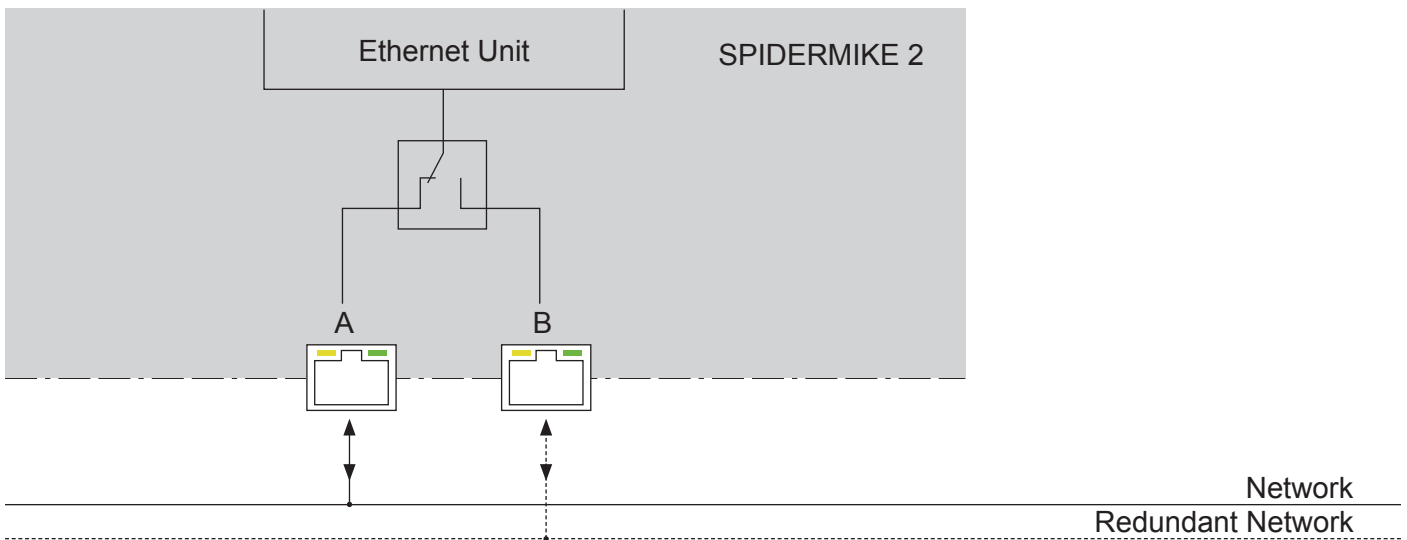 Ethernet Unit
SPIDERMIKE 2
A
B
Network
Redundant Network